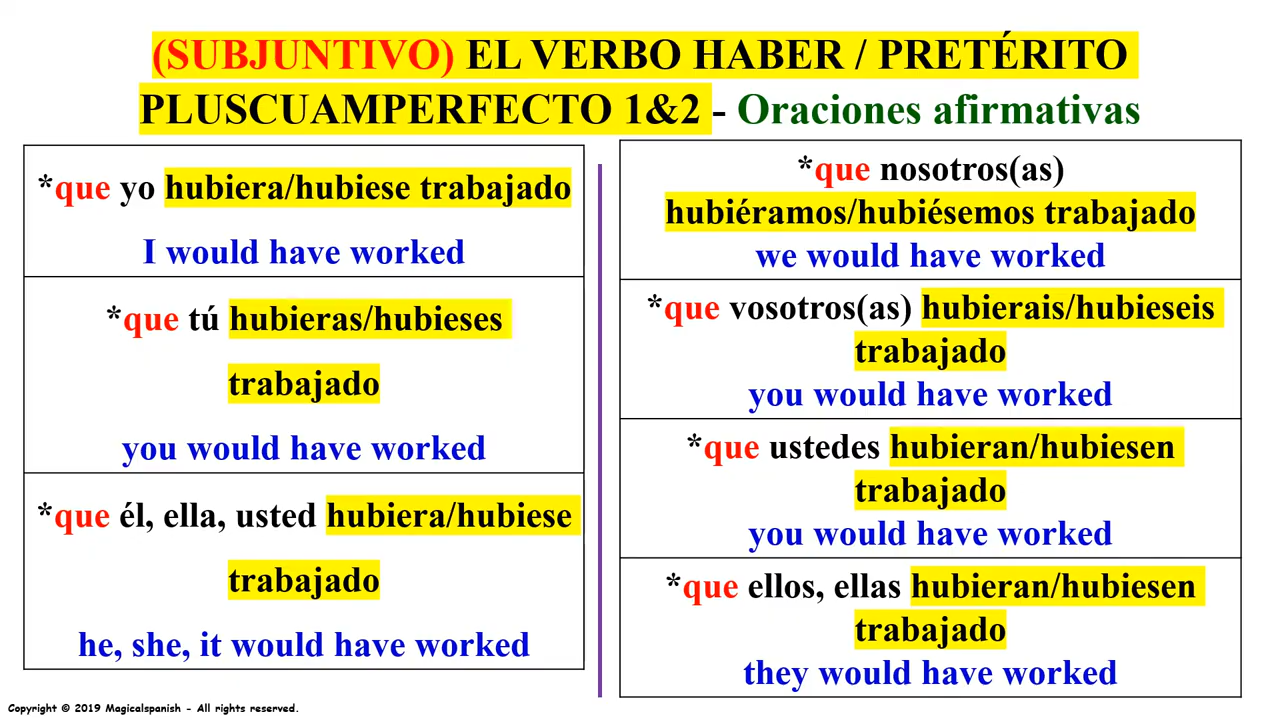 (SUBJUNTIVO) EL VERBO HABER / PRETÉRITO
PLUSCUAMPERFECTO 1&2 - Oraciones afirmativas
*que yo hubiera/hubiese trabajado
I would have worked
*que tú hubieras/hubieses
trabajado
you would have worked
*que él, ella, usted hubiera/hubiese
trabajado
he, she, it would have worked
*que nosotros(as)
hubiéramos/hubiésemos trabajado
we would have worked
*que vosotros(as) hubierais/hubieseis
trabajado
you would have worked
*que ustedes hubieran/hubiesen
trabajado
you would have worked
*que ellos, ellas hubieran/hubiesen
trabajado
they would have worked
Copyright © 2019 Magicalspanish - All rights reserved.